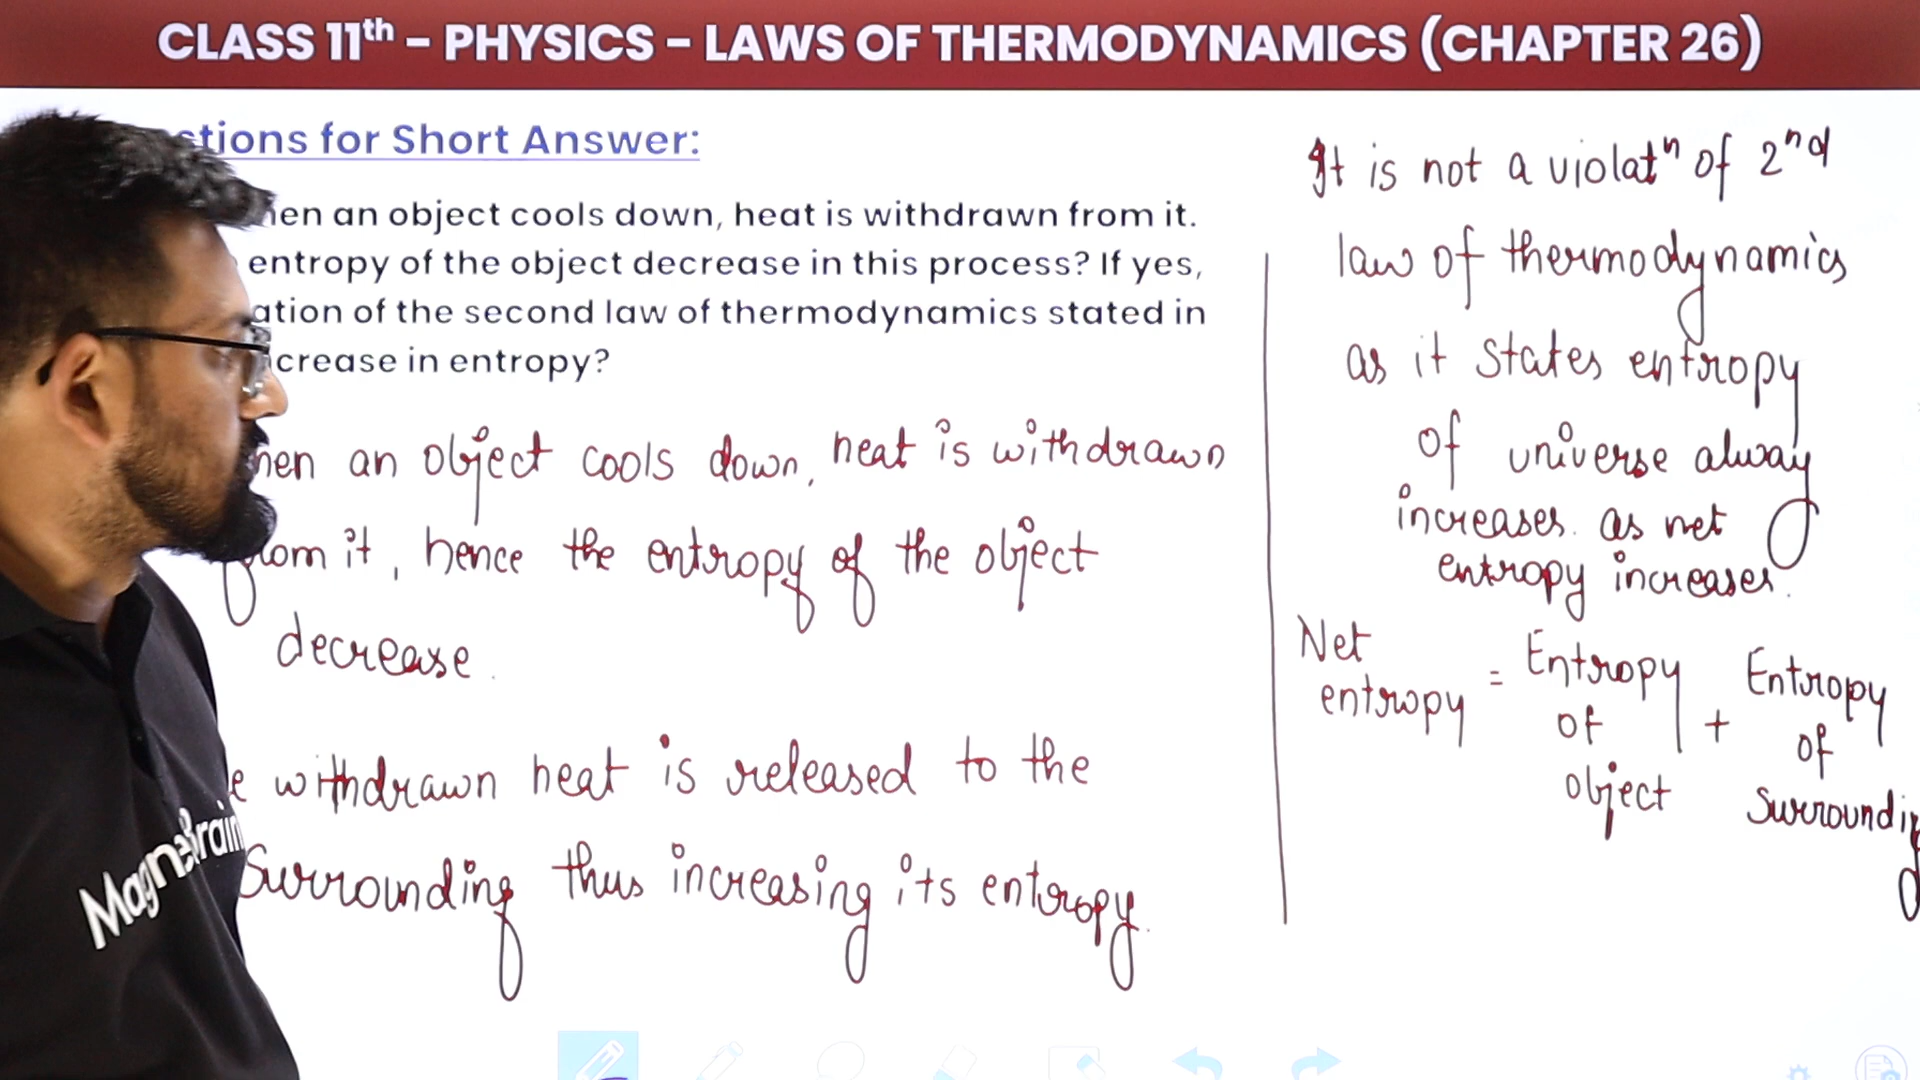 CLASS 11th – PHYSICS – LAWS OF THERMODYNAMICS (CHAPTER 26)
tions for Short Answer:
en an object cools down, heat is withdrawn from it.
entropy of the object decrease in this process? If yes,
ation of the second law of thermodynamics stated in
crease in entropy?
hen an object cools down, heat is withdrawn
from it, hence the entropy of the object
decrease.
e withdrawn heat is released to the
Surrounding thus increasing its entropy.
It is not a violatⁿ of 2nd
law of thermodynamics
as it states entropy
of universe alway
increases. as net
entropy increases.
Net entropy = Entropy of object + Entropy of Surrounding
MagnetBrain